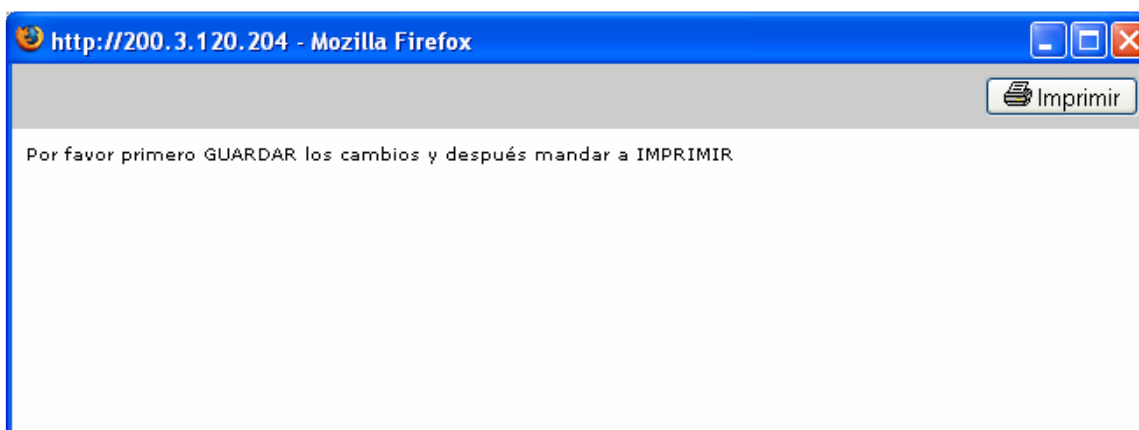 http://200.3.120.204 - Mozilla Firefox
Imprimir
Por favor primero GUARDAR los cambios y después mandar a IMPRIMIR